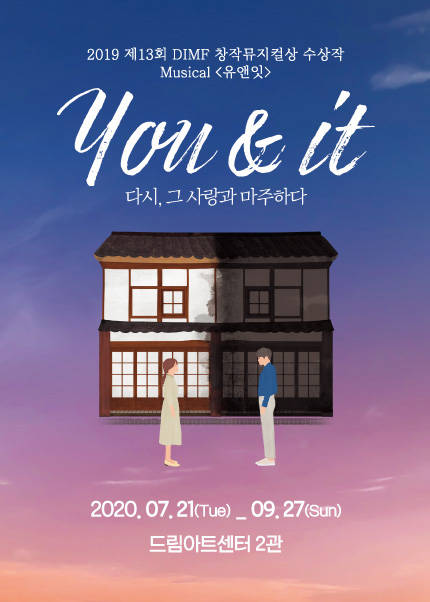 2019 제13회 DIMF 창작뮤지컬상 수상작
Musical <유앤잇>
You & it
다시, 그 사랑과 마주하다
2020. 07. 21(Tue) _ 09. 27(Sun)
드림아트센터 2관